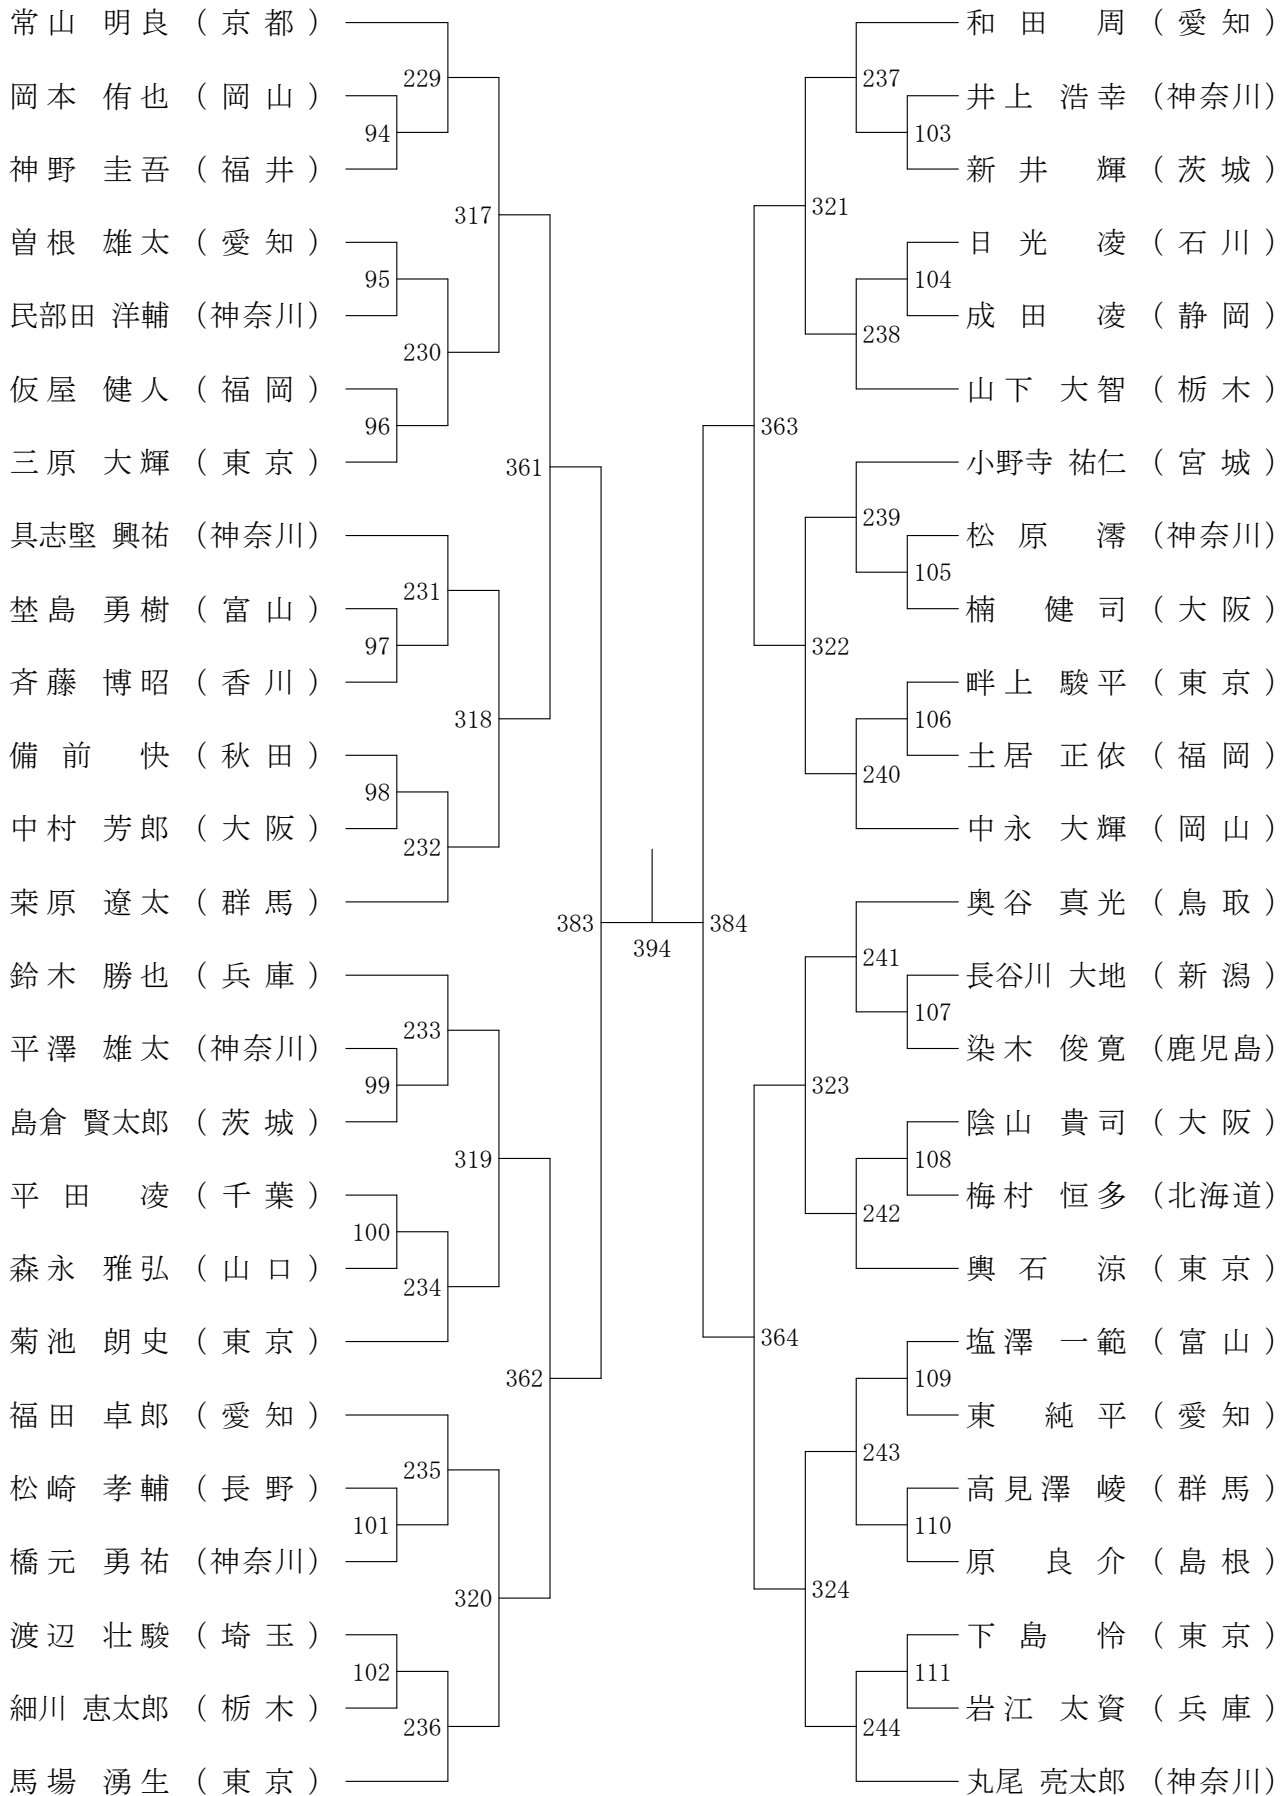 常山 明良 (京都)
229
岡本 侑也 (岡山)
94
神野 圭吾 (福井)
317
曽根 雄太 (愛知)
95
民部田 洋輔 (神奈川)
230
仮屋 健人 (福岡)
96
三原 大輝 (東京)
361
具志堅 興祐 (神奈川)
231
埜島 勇樹 (富山)
97
斉藤 博昭 (香川)
318
備前 快 (秋田)
98
中村 芳郎 (大阪)
232
桒原 遼太 (群馬)
383
鈴木 勝也 (兵庫)
233
平澤 雄太 (神奈川)
99
島倉 賢太郎 (茨城)
319
平田 凌 (千葉)
100
森永 雅弘 (山口)
234
菊池 朗史 (東京)
362
福田 卓郎 (愛知)
235
松崎 孝輔 (長野)
101
橋元 勇祐 (神奈川)
320
渡辺 壮駿 (埼玉)
102
細川 恵太郎 (栃木)
236
馬場 湧生 (東京)
394
和田 周 (愛知)
237
井上 浩幸 (神奈川)
103
新井 輝 (茨城)
321
日光 凌 (石川)
104
成田 凌 (静岡)
238
山下 大智 (栃木)
363
小野寺 祐仁 (宮城)
239
松原 澪 (神奈川)
105
楠 健司 (大阪)
322
畔上 駿平 (東京)
106
土居 正依 (福岡)
240
中永 大輝 (岡山)
384
奥谷 真光 (鳥取)
241
長谷川 大地 (新潟)
107
染木 俊寛 (鹿児島)
323
陰山 貴司 (大阪)
108
梅村 恒多 (北海道)
242
輿石 涼 (東京)
364
塩澤 一範 (富山)
109
東 純平 (愛知)
243
高見澤 崚 (群馬)
110
原 良介 (島根)
324
下島 怜 (東京)
111
岩江 太資 (兵庫)
244
丸尾 亮太郎 (神奈川)